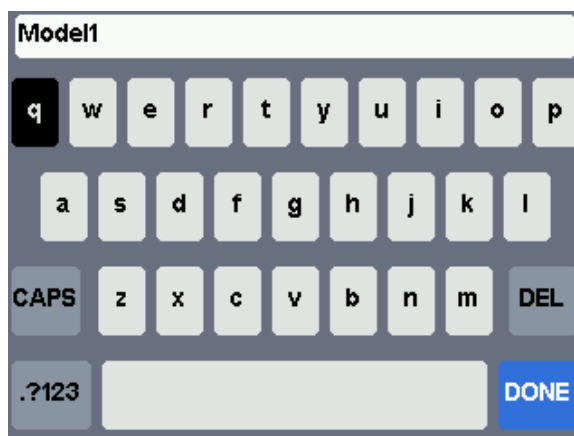 Model1
q w e r t y u i o p
a s d f g h j k l
CAPS z x c v b n m DEL
.?123 DONE